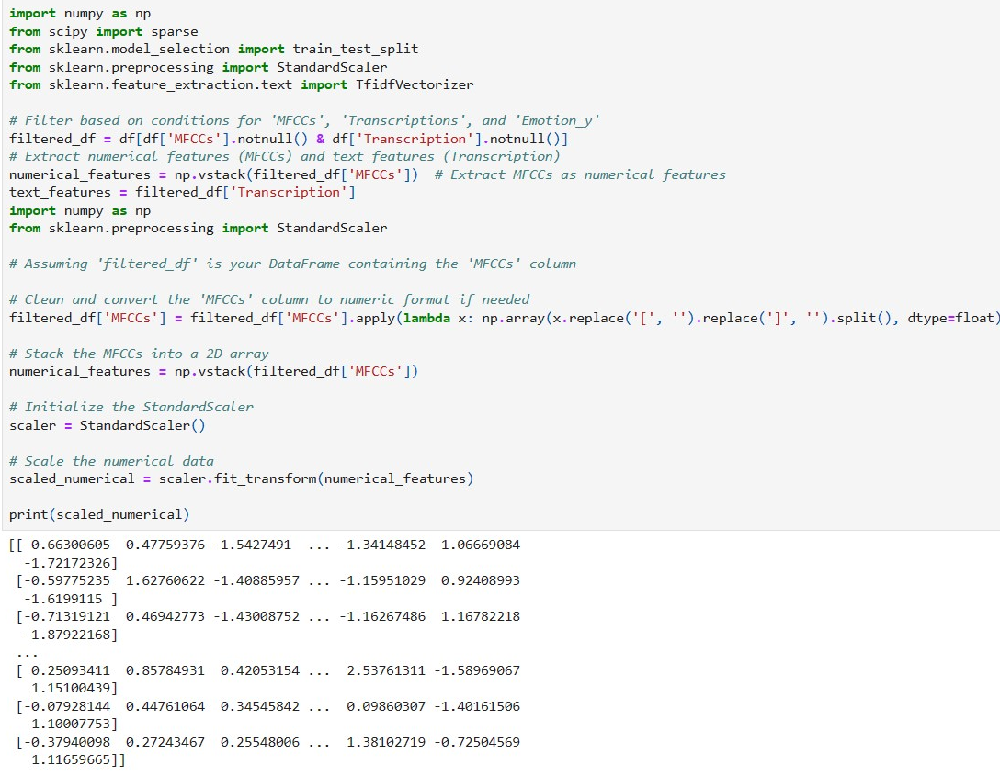 import numpy as np
from scipy import sparse
from sklearn.model_selection import train_test_split
from sklearn.preprocessing import StandardScaler
from sklearn.feature_extraction.text import TfidfVectorizer

# Filter based on conditions for 'MFCCs', 'Transcriptions', and 'Emotion_y'
filtered_df = df[df['MFCCs'].notnull() & df['Transcription'].notnull()]
# Extract numerical features (MFCCs) and text features (Transcription)
numerical_features = np.vstack(filtered_df['MFCCs'])  # Extract MFCCs as numerical features
text_features = filtered_df['Transcription']
import numpy as np
from sklearn.preprocessing import StandardScaler

# Assuming 'filtered_df' is your DataFrame containing the 'MFCCs' column

# Clean and convert the 'MFCCs' column to numeric format if needed
filtered_df['MFCCs'] = filtered_df['MFCCs'].apply(lambda x: np.array(x.replace('[', '').replace(']', '').split(), dtype=float)

# Stack the MFCCs into a 2D array
numerical_features = np.vstack(filtered_df['MFCCs'])

# Initialize the StandardScaler
scaler = StandardScaler()

# Scale the numerical data
scaled_numerical = scaler.fit_transform(numerical_features)

print(scaled_numerical)
[[-0.66300605  0.47759376 -1.5427491  ... -1.34148452  1.06669084
  -1.72172326]
 [-0.59775235  1.62760622 -1.40885957 ... -1.15951029  0.92408993
  -1.6199115 ]
 [-0.71319121  0.46942773 -1.43008752 ... -1.16267486  1.16782218
  -1.87922168]
 ...
 [ 0.25093411  0.85784931  0.42053154 ...  2.53761311 -1.58969067
   1.15100439]
 [-0.07928144  0.44761064  0.34545842 ...  0.09860307 -1.40161506
   1.10007753]
 [-0.37940098  0.27243467  0.25548006 ...  1.38102719 -0.72504569
   1.11659665]]